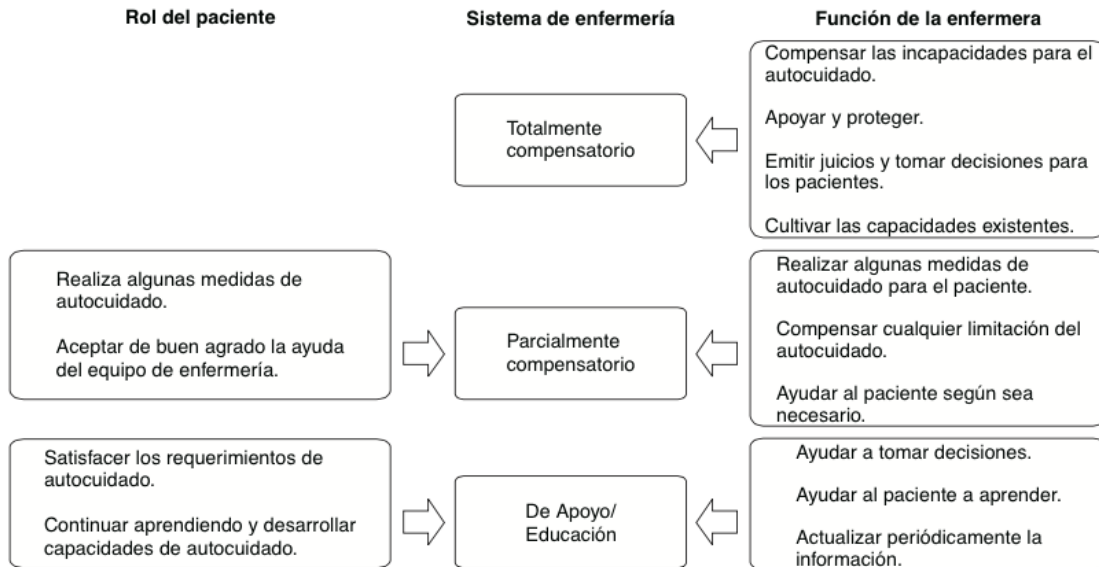 Rol del paciente
Sistema de enfermería
Función de la enfermera
Totalmente
compensatorio
Compensar las incapacidades para el
autocuidado.
Apoyar y proteger.
Emitir juicios y tomar decisiones para
los pacientes.
Cultivar las capacidades existentes.
Realiza algunas medidas de
autocuidado.
Aceptar de buen agrado la ayuda
del equipo de enfermería.
Parcialmente
compensatorio
Realizar algunas medidas de
autocuidado para el paciente.
Compensar cualquier limitación del
autocuidado.
Ayudar al paciente según sea
necesario.
Satisfacer los requerimientos de
autocuidado.
Continuar aprendiendo y desarrollar
capacidades de autocuidado.
De Apoyo/
Educación
Ayudar a tomar decisiones.
Ayudar al paciente a aprender.
Actualizar periódicamente la
información.